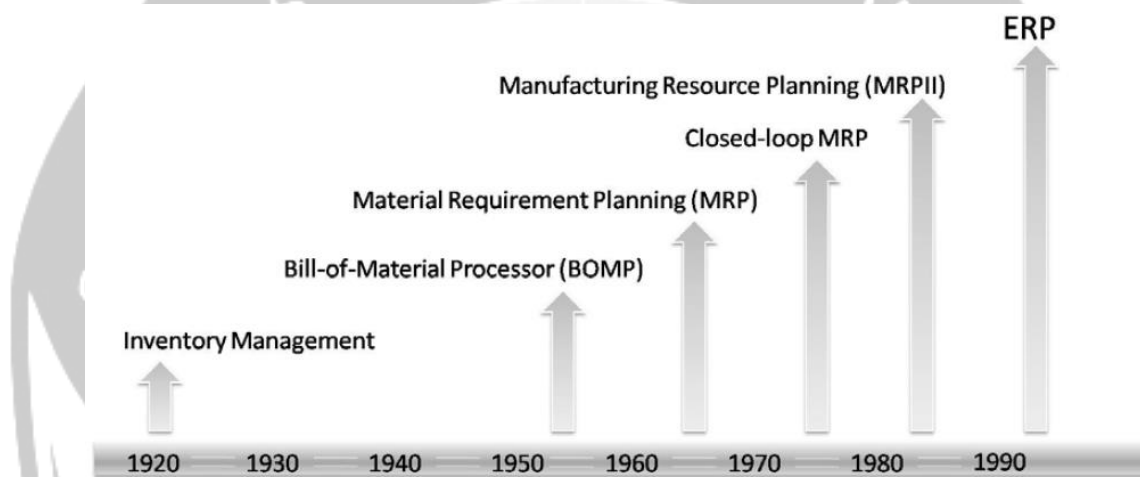 ERP
Manufacturing Resource Planning (MRPII)
Closed-loop MRP
Material Requirement Planning (MRP)
Bill-of-Material Processor (BOMP)
Inventory Management
1920 1930 1940 1950 1960 1970 1980 1990